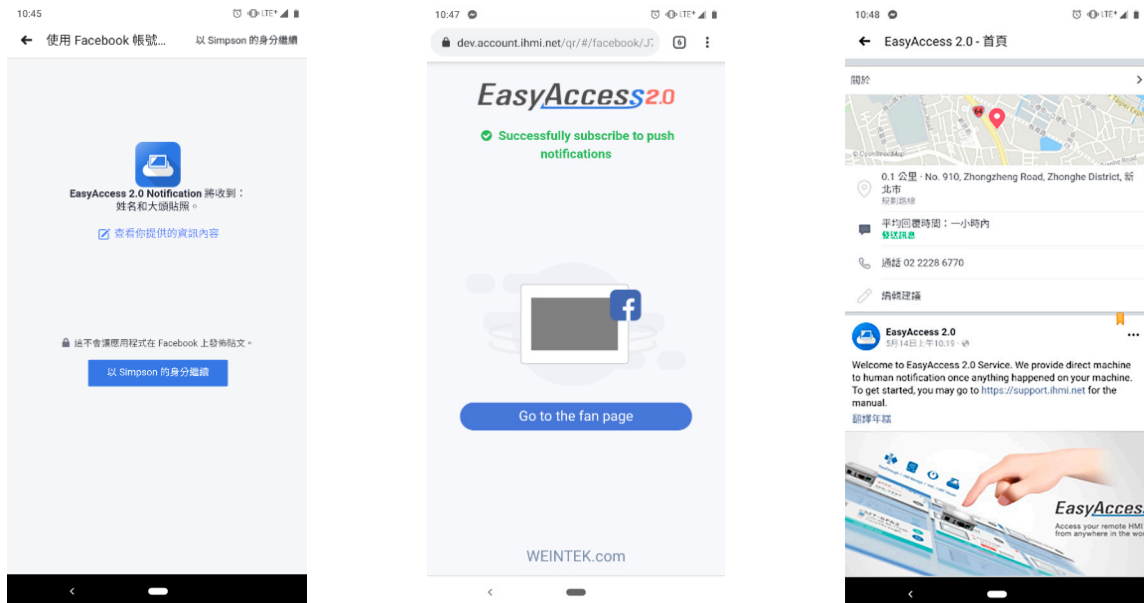 10:45
LTE+
使用 Facebook 帳號...
以 Simpson 的身分繼續
EasyAccess 2.0 Notification 將收到：
姓名和大頭貼照。
查看你提供的資訊內容
這不會讓應用程式在 Facebook 上發佈貼文。
以 Simpson 的身分繼續
10:47
LTE+
dev.account.ihmi.net/qr/#/facebook/J7
6
EasyAccess2.0
Successfully subscribe to push
notifications
Go to the fan page
WEINTEK.com
10:48
LTE+
EasyAccess 2.0 - 首頁
關於
© OpenStreetMap
0.1 公里 · No. 910, Zhongzheng Road, Zhonghe District, 新
北市
規劃路線
平均回覆時間：一小時內
發送訊息
通話 02 2228 6770
編輯建議
EasyAccess 2.0
5月14日上午10:19 ·
Welcome to EasyAccess 2.0 Service. We provide direct machine
to human notification once anything happened on your machine.
To get started, you may go to https://support.ihmi.net for the
manual.
翻譯年糕
EasyAccess
Access your remote HMI
from anywhere in the wor